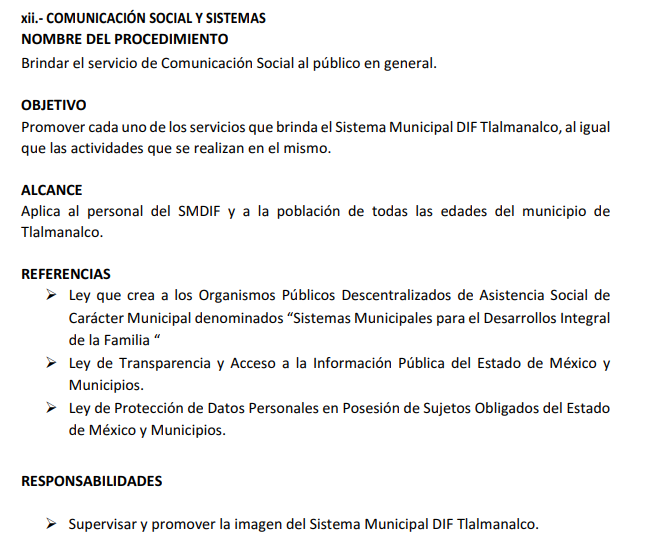 xii.- COMUNICACIÓN SOCIAL Y SISTEMAS
NOMBRE DEL PROCEDIMIENTO
Brindar el servicio de Comunicación Social al público en general.
OBJETIVO
Promover cada uno de los servicios que brinda el Sistema Municipal DIF Tlalmanalco, al igual
que las actividades que se realizan en el mismo.
ALCANCE
Aplica al personal del SMDIF y a la población de todas las edades del municipio de
Tlalmanalco.
REFERENCIAS
➢ Ley que crea a los Organismos Públicos Descentralizados de Asistencia Social de
Carácter Municipal denominados “Sistemas Municipales para el Desarrollos Integral
de la Familia “
➢ Ley de Transparencia y Acceso a la Información Pública del Estado de México y
Municipios.
➢ Ley de Protección de Datos Personales en Posesión de Sujetos Obligados del Estado
de México y Municipios.
RESPONSABILIDADES
➢ Supervisar y promover la imagen del Sistema Municipal DIF Tlalmanalco.